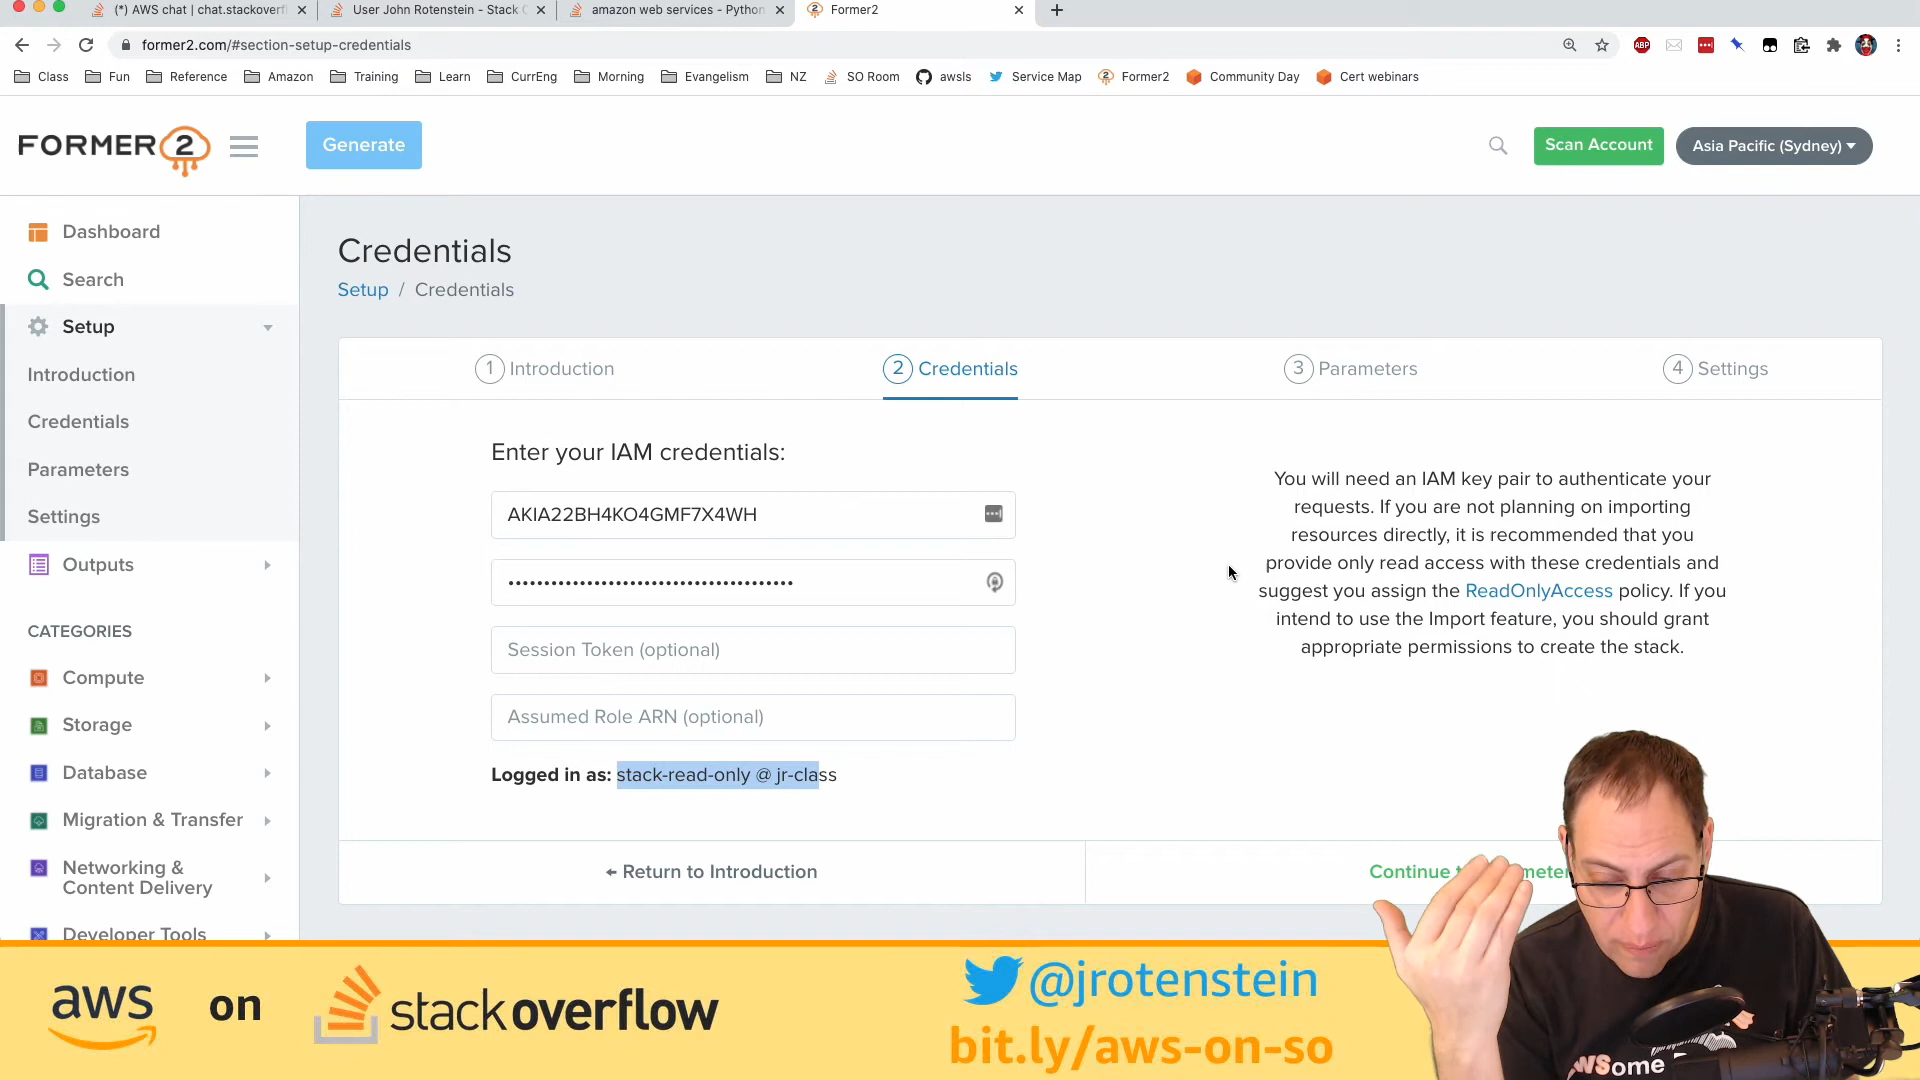 (*) AWS chat | chat.stackoverfl
User John Rotenstein - Stack O
amazon web services - Python
Former2
former2.com/#section-setup-credentials
ABP
Class
Fun
Reference
Amazon
Training
Learn
CurrEng
Morning
Evangelism
NZ
SO Room
awsls
Service Map
Former2
Community Day
Cert webinars
FORMER2
Generate
Scan Account
Asia Pacific (Sydney)
Dashboard
Search
Setup
Introduction
Credentials
Parameters
Settings
Outputs
CATEGORIES
Compute
Storage
Database
Migration & Transfer
Networking &
Content Delivery
Developer Tools
Credentials
Setup / Credentials
1 Introduction
2 Credentials
3 Parameters
4 Settings
Enter your IAM credentials:
AKIA22BH4KO4GMF7X4WH
••••••••••••••••••••••••••••••••••••••••
Session Token (optional)
Assumed Role ARN (optional)
Logged in as: stack-read-only @ jr-class
You will need an IAM key pair to authenticate your
requests. If you are not planning on importing
resources directly, it is recommended that you
provide only read access with these credentials and
suggest you assign the ReadOnlyAccess policy. If you
intend to use the Import feature, you should grant
appropriate permissions to create the stack.
← Return to Introduction
Continue t meter
aws on stackoverflow
@jrotenstein
bit.ly/aws-on-so
WSome